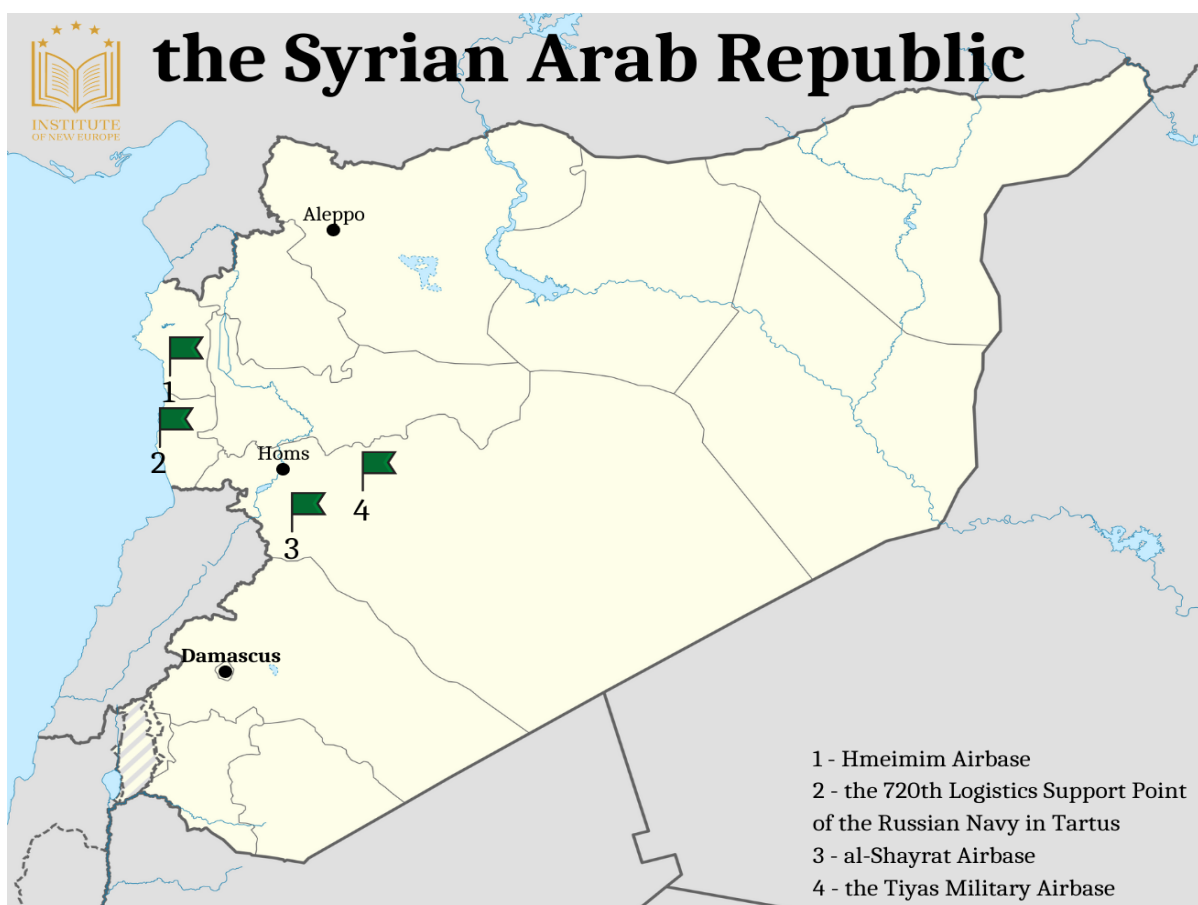 the Syrian Arab Republic
INSTITUTE
OF NEW EUROPE
Aleppo
1
2
Homs
4
3
Damascus
1 - Hmeimim Airbase
2 - the 720th Logistics Support Point
of the Russian Navy in Tartus
3 - al-Shayrat Airbase
4 - the Tiyas Military Airbase